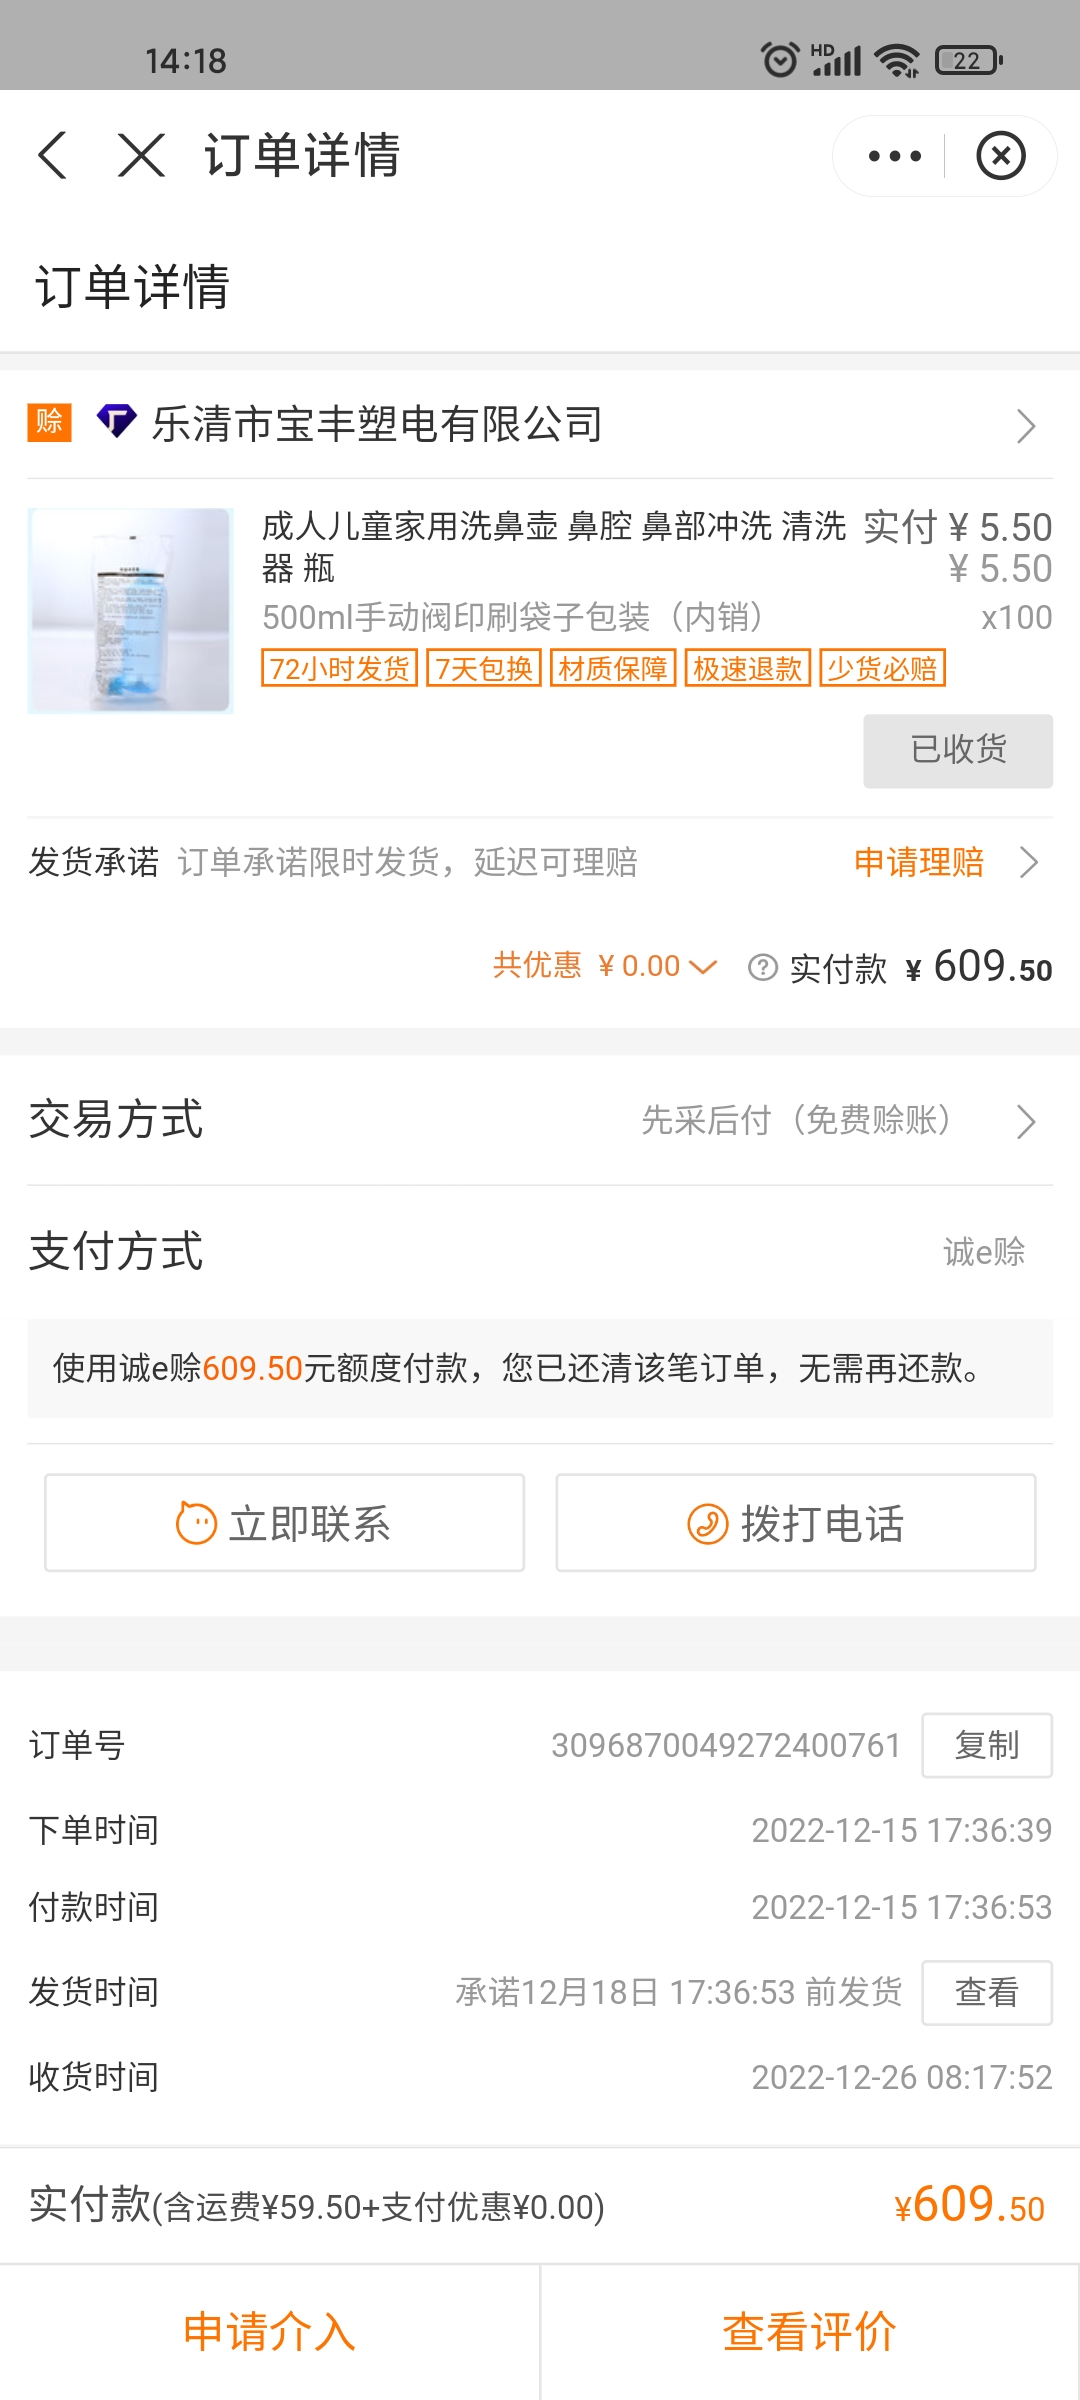 14:18
HD
22
订单详情
订单详情
赊 乐清市宝丰塑电有限公司
成人儿童家用洗鼻壶 鼻腔 鼻部冲洗 清洗 实付 ¥ 5.50
器 瓶 ¥ 5.50
500ml手动阀印刷袋子包装（内销） x100
72小时发货 7天包换 材质保障 极速退款 少货必赔
已收货
发货承诺 订单承诺限时发货，延迟可理赔 申请理赔
共优惠 ¥ 0.00 实付款 ¥ 609.50
交易方式 先采后付（免费赊账）
支付方式 诚e赊
使用诚e赊609.50元额度付款，您已还清该笔订单，无需再还款。
立即联系 拨打电话
订单号 3096870049272400761 复制
下单时间 2022-12-15 17:36:39
付款时间 2022-12-15 17:36:53
发货时间 承诺12月18日 17:36:53 前发货 查看
收货时间 2022-12-26 08:17:52
实付款(含运费¥59.50+支付优惠¥0.00) ¥609.50
申请介入 查看评价